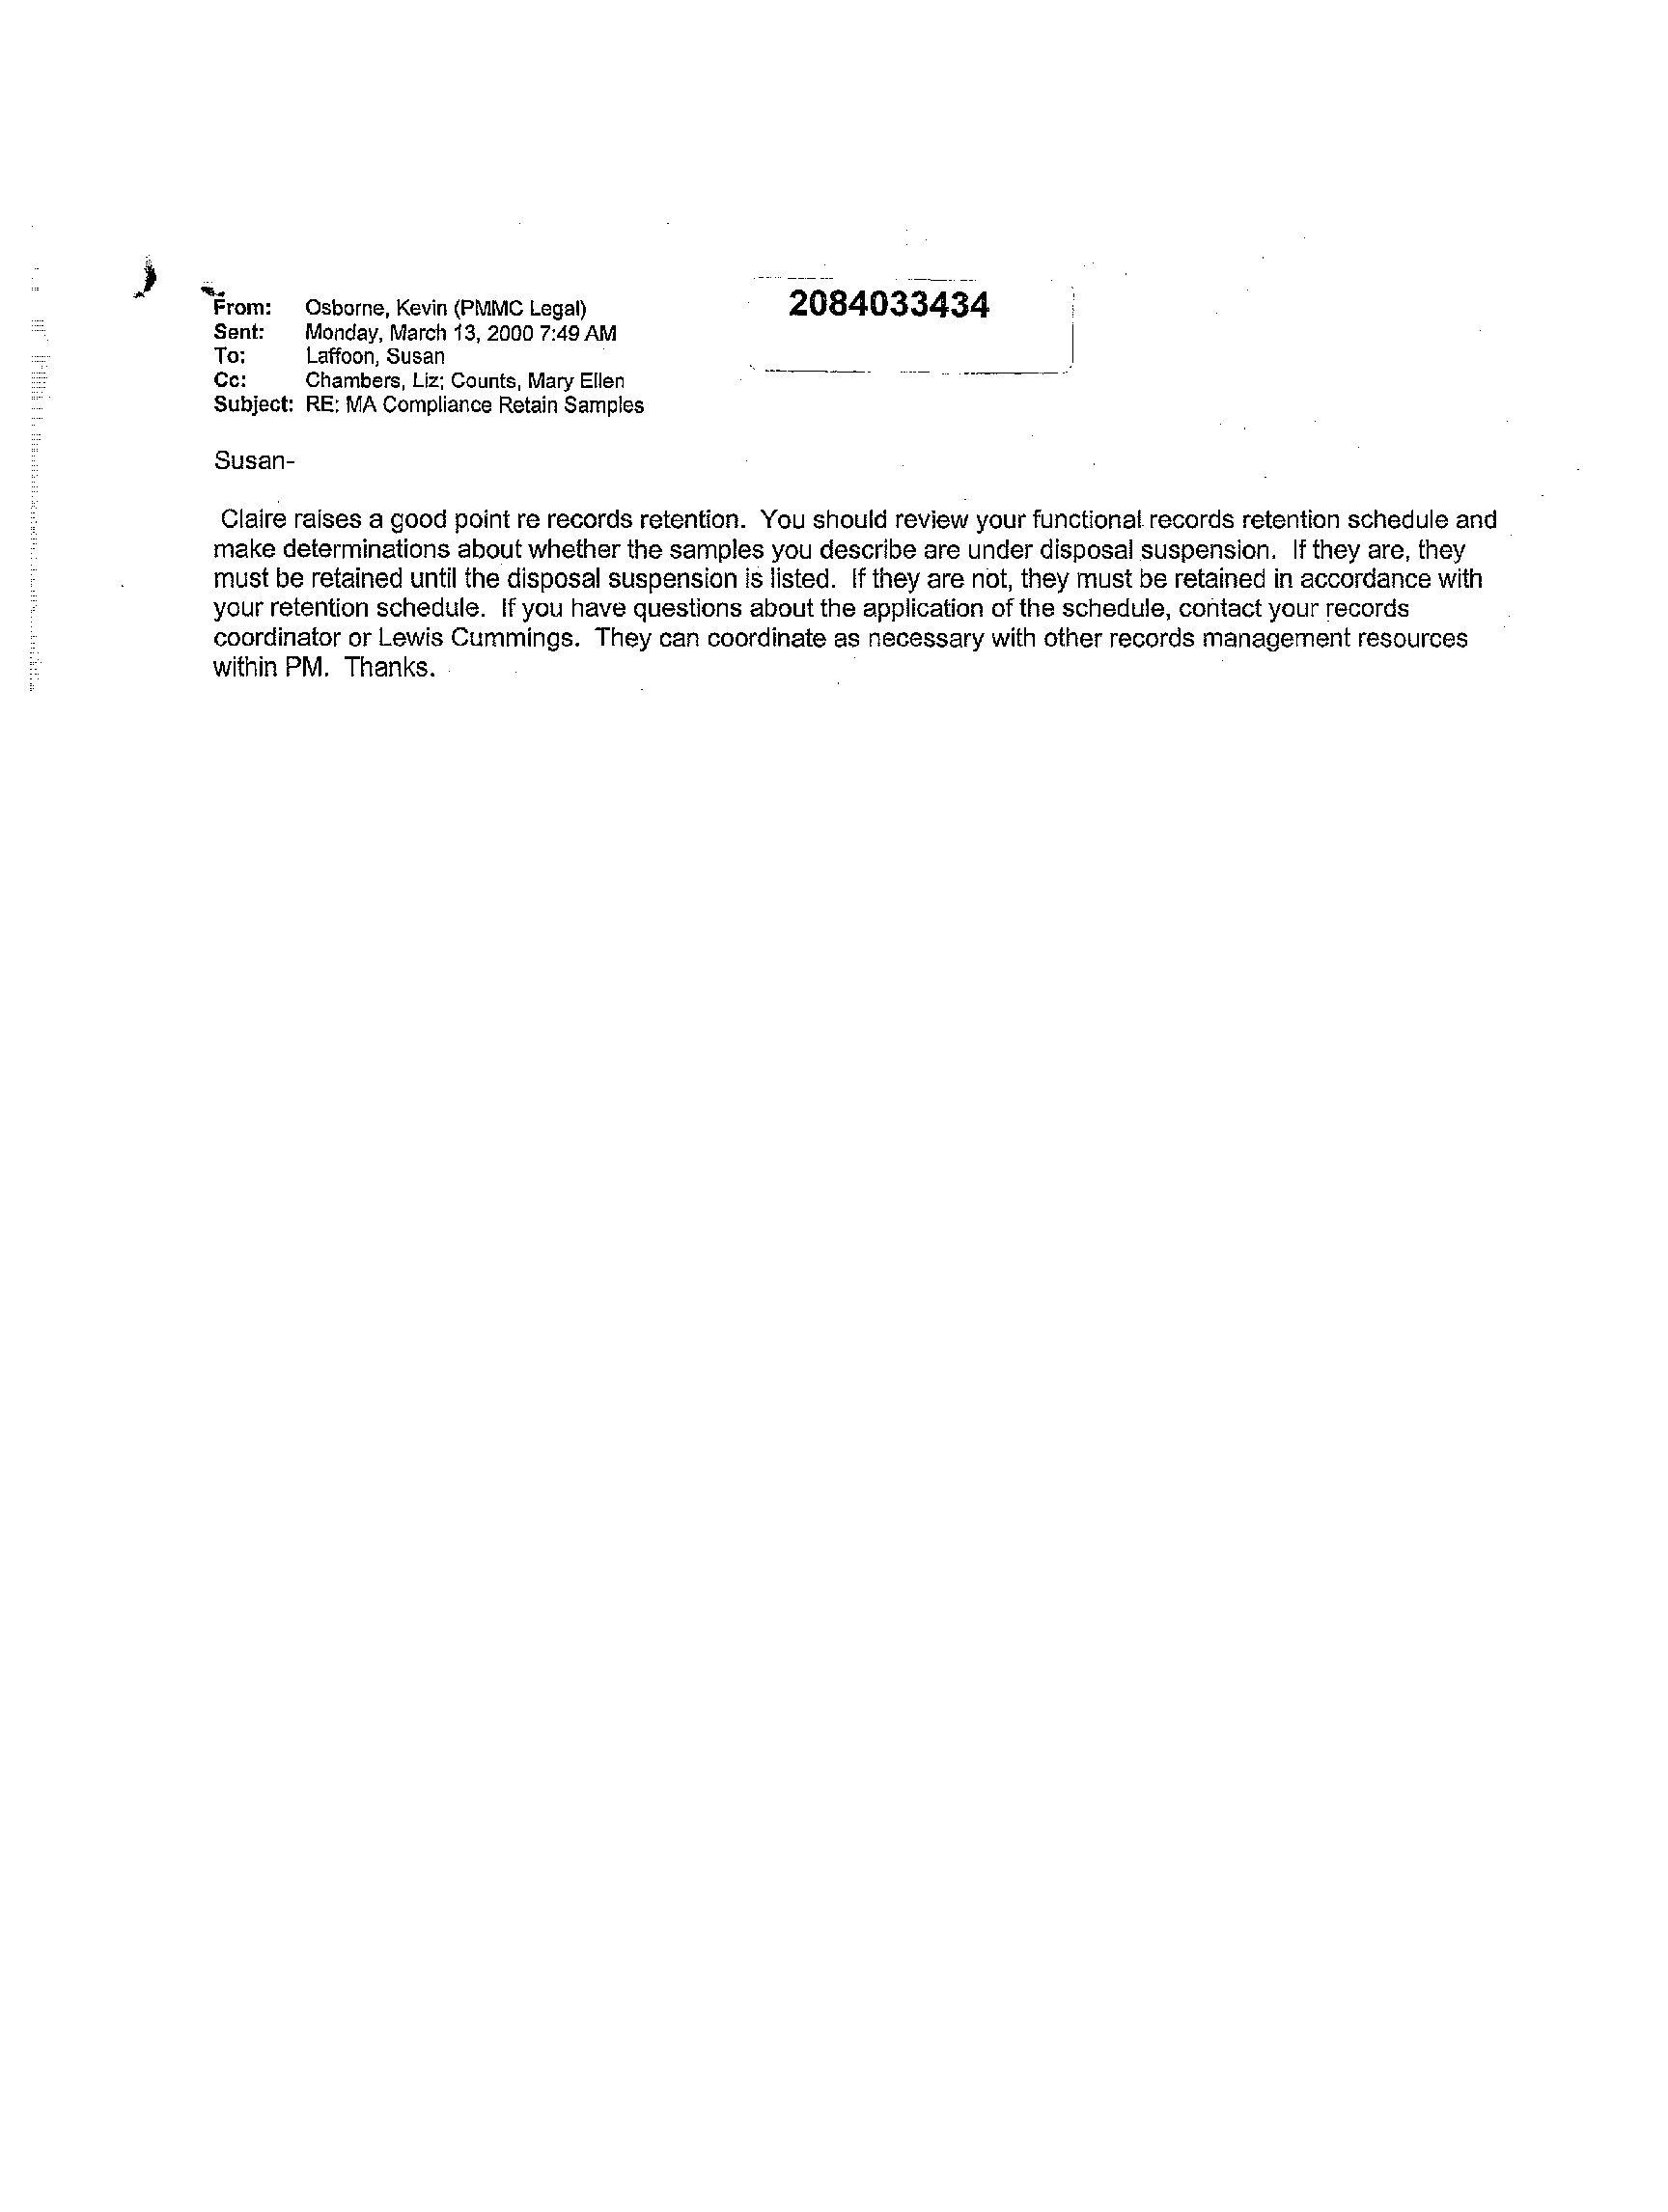 From: Osborne, Kevin (PMMC Legal)
2084033434
Sent: Monday, March 13, 2000 7:49 AM
To: Laffoon, Susan
Cc: Chambers, Liz; Counts, Mary Ellen
Subject: RE: MA Compliance Retain Samples
Susan-
Claire raises a good point re records retention. You should review your functional records retention schedule and
make determinations about whether the samples you describe are under disposal suspension. If they are, they
must be retained until the disposal suspension is listed. If they are not, they must be retained in accordance with
your retention schedule. If you have questions about the application of the schedule, contact your records
coordinator or Lewis Cummings. They can coordinate as necessary with other records management resources
within PM. Thanks.